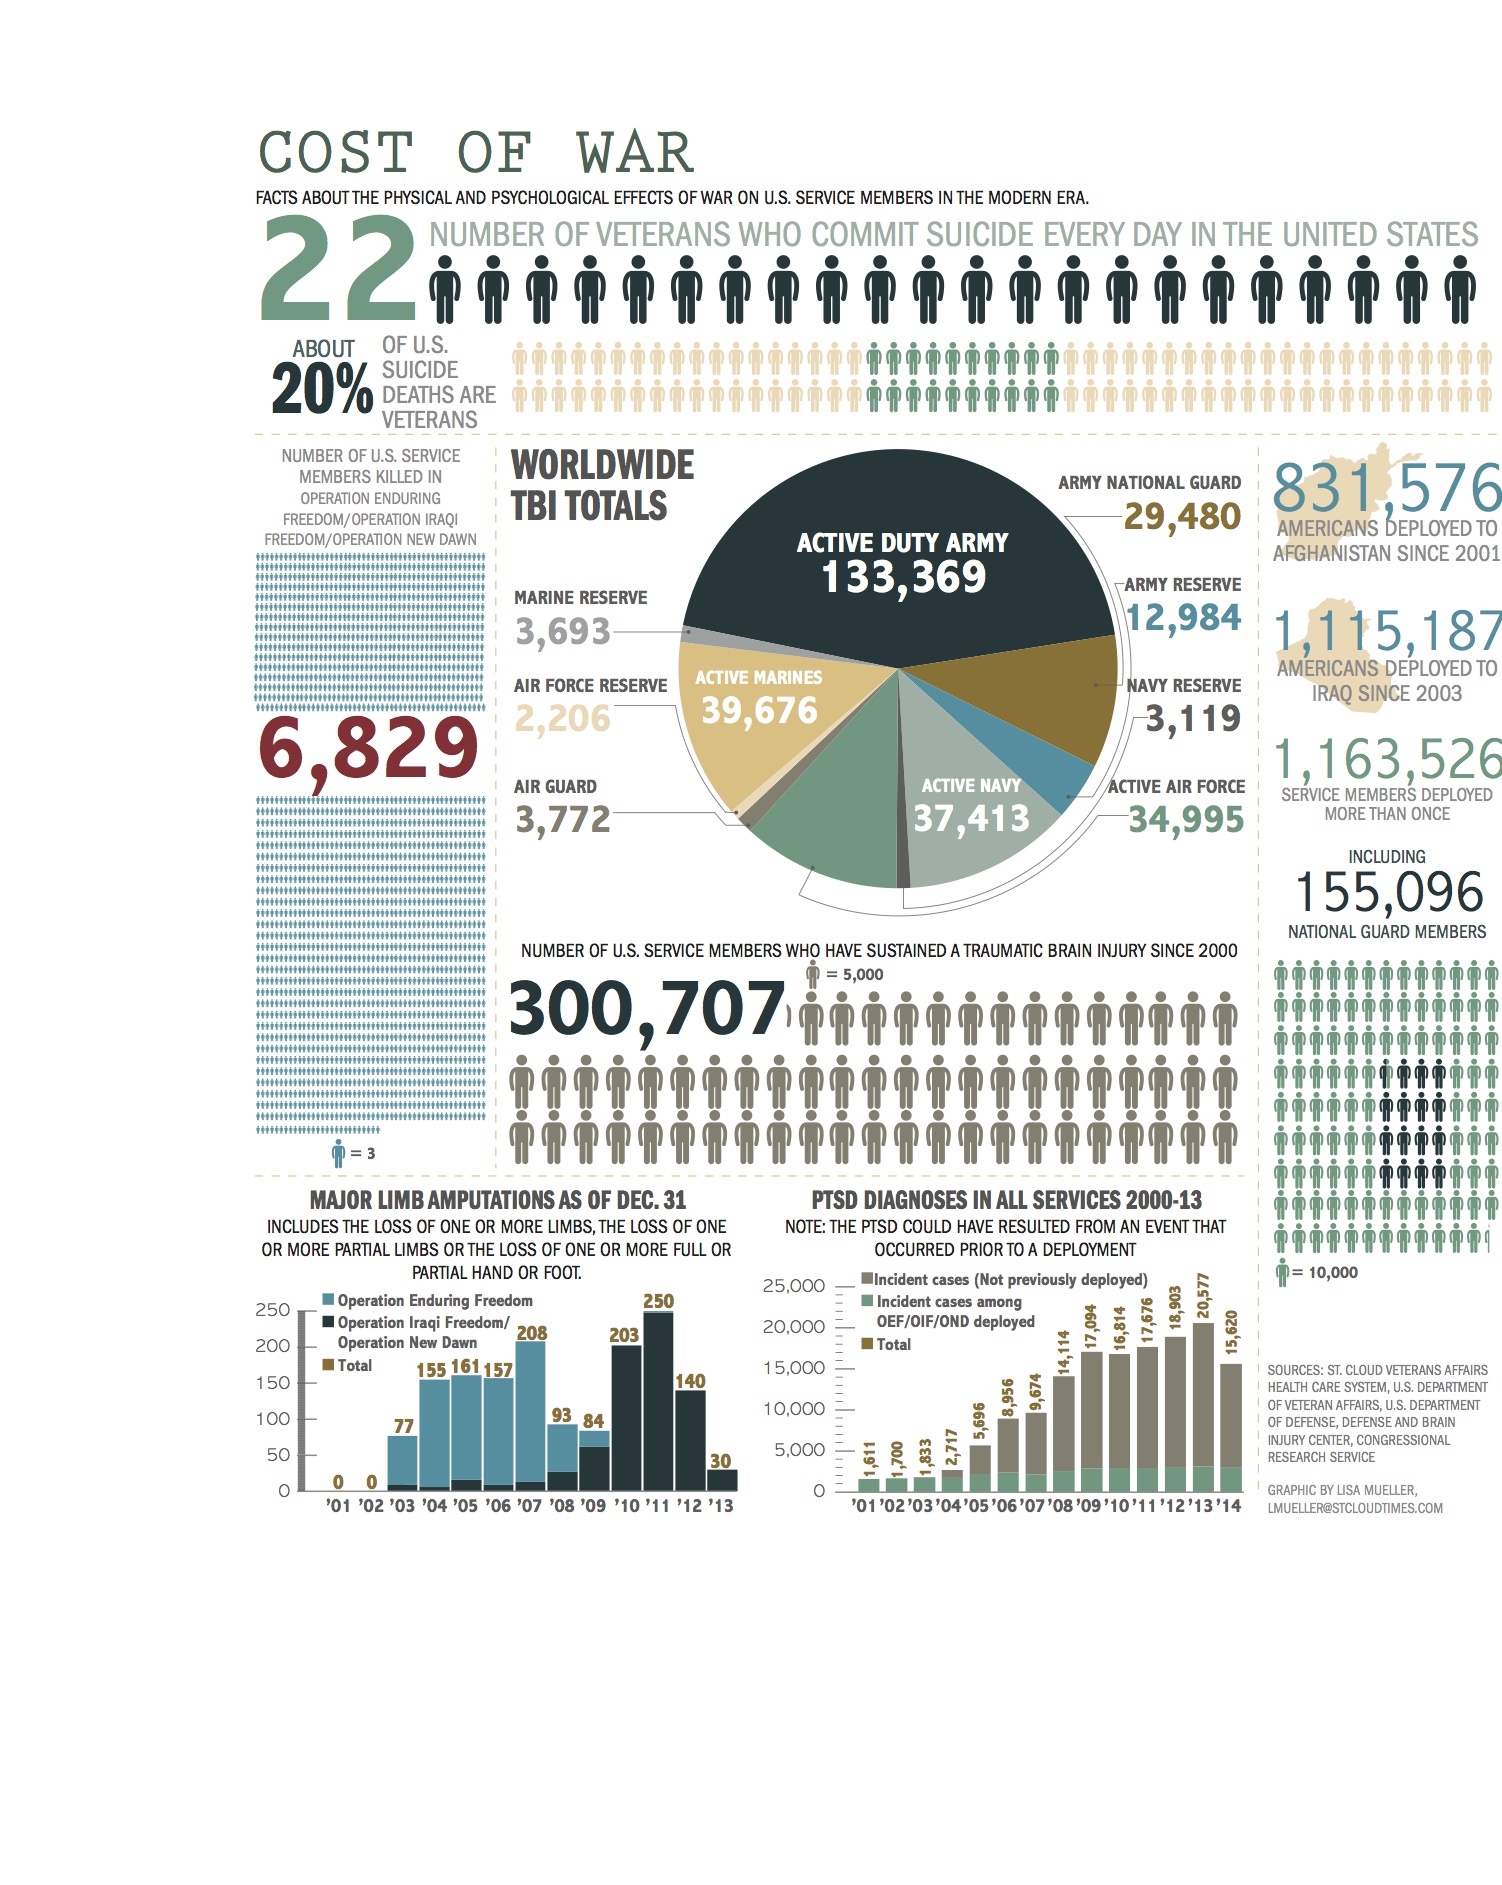 COST OF WAR
FACTS ABOUT THE PHYSICAL AND PSYCHOLOGICAL EFFECTS OF WAR ON U.S. SERVICE MEMBERS IN THE MODERN ERA.
22
NUMBER OF VETERANS WHO COMMIT SUICIDE EVERY DAY IN THE UNITED STATES
ABOUT
20%
OF U.S.
SUICIDE
DEATHS ARE
VETERANS
NUMBER OF U.S. SERVICE
MEMBERS KILLED IN
OPERATION ENDURING
FREEDOM/OPERATION IRAQI
FREEDOM/OPERATION NEW DAWN
6,829
= 3
WORLDWIDE
TBI TOTALS
ACTIVE DUTY ARMY
133,369
ARMY NATIONAL GUARD
29,480
ARMY RESERVE
12,984
NAVY RESERVE
3,119
ACTIVE AIR FORCE
34,995
ACTIVE NAVY
37,413
MARINE RESERVE
3,693
ACTIVE MARINES
39,676
AIR FORCE RESERVE
2,206
AIR GUARD
3,772
NUMBER OF U.S. SERVICE MEMBERS WHO HAVE SUSTAINED A TRAUMATIC BRAIN INJURY SINCE 2000
= 5,000
300,707
831,576
AMERICANS DEPLOYED TO
AFGHANISTAN SINCE 2001
1,115,187
AMERICANS DEPLOYED TO
IRAQ SINCE 2003
1,163,526
SERVICE MEMBERS DEPLOYED
MORE THAN ONCE
INCLUDING
155,096
NATIONAL GUARD MEMBERS
= 10,000
MAJOR LIMB AMPUTATIONS AS OF DEC. 31
INCLUDES THE LOSS OF ONE OR MORE LIMBS, THE LOSS OF ONE
OR MORE PARTIAL LIMBS OR THE LOSS OF ONE OR MORE FULL OR
PARTIAL HAND OR FOOT.
Operation Enduring Freedom
Operation Iraqi Freedom/
Operation New Dawn
Total
250
200
150
100
50
0
0 0 77 155 161 157 208 93 84 203 250 140 30
'01 '02 '03 '04 '05 '06 '07 '08 '09 '10 '11 '12 '13
PTSD DIAGNOSES IN ALL SERVICES 2000-13
NOTE: THE PTSD COULD HAVE RESULTED FROM AN EVENT THAT
OCCURRED PRIOR TO A DEPLOYMENT
Incident cases (Not previously deployed)
Incident cases among
OEF/OIF/OND deployed
Total
25,000
20,000
15,000
10,000
5,000
0
1,611 1,700 1,833 2,717 5,696 8,956 9,674 14,114 17,094 16,814 17,676 18,903 20,577 15,620
'01 '02 '03 '04 '05 '06 '07 '08 '09 '10 '11 '12 '13 '14
SOURCES: ST. CLOUD VETERANS AFFAIRS
HEALTH CARE SYSTEM, U.S. DEPARTMENT
OF VETERAN AFFAIRS, U.S. DEPARTMENT
OF DEFENSE, DEFENSE AND BRAIN
INJURY CENTER, CONGRESSIONAL
RESEARCH SERVICE
GRAPHIC BY LISA MUELLER,
LMUELLER@STCLOUDTIMES.COM